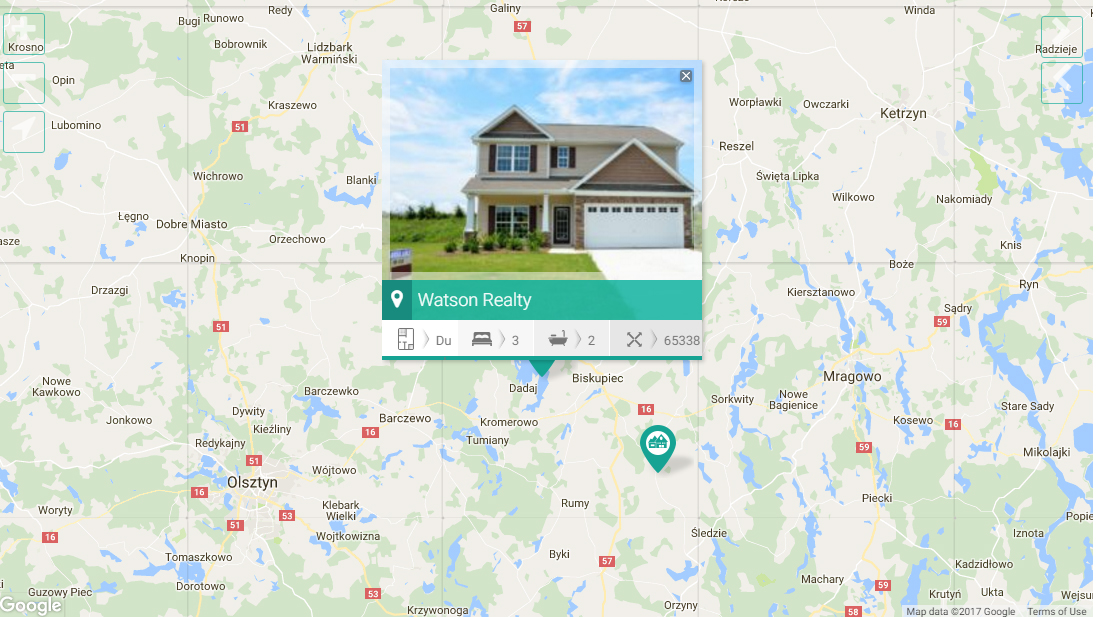 Redy
Galiny
Winda
Bugi
Runowo
57
Krosno
Bobrownik
Lidzbark
Warmiński
Radzieje
eta
Opin
Worpławki
Owczarki
Kraszewo
Ketrzyn
Lubomino
51
Reszel
Wichrowo
Blanki
Święta Lipka
Wilkowo
Nakomiady
Łęgno
Dobre Miasto
asze
Orzechowo
Knis
Knopin
Boże
Drzazgi
Kiersztanowo
Ryn
Watson Realty
Sądry
59
51
Du
3
2
65338
Nowe
Kawkowo
Barczewko
Dadaj
Biskupiec
Mrągowo
Sorkwity
Nowe
Bagienice
Stare Sady
Jonkowo
Dywity
Kieźliny
Barczewo
Kromerowo
16
Kosewo
16
16
Redykajny
Tumiany
59
Mikołajki
51
Wójtowo
Olsztyn
16
Klebark
Wielki
Rumy
Piecki
Woryty
53
51
Wojtkowizna
Śledzie
Popie
Iznota
16
Tomaszkowo
Byki
57
Kadzidłowo
Dorotowo
Machary
59
Guzowy Piec
53
Krzywonoga
Orzyny
58
Krutyń
Ukta
Wejsun
Google
Map data ©2017 Google
Terms of Use